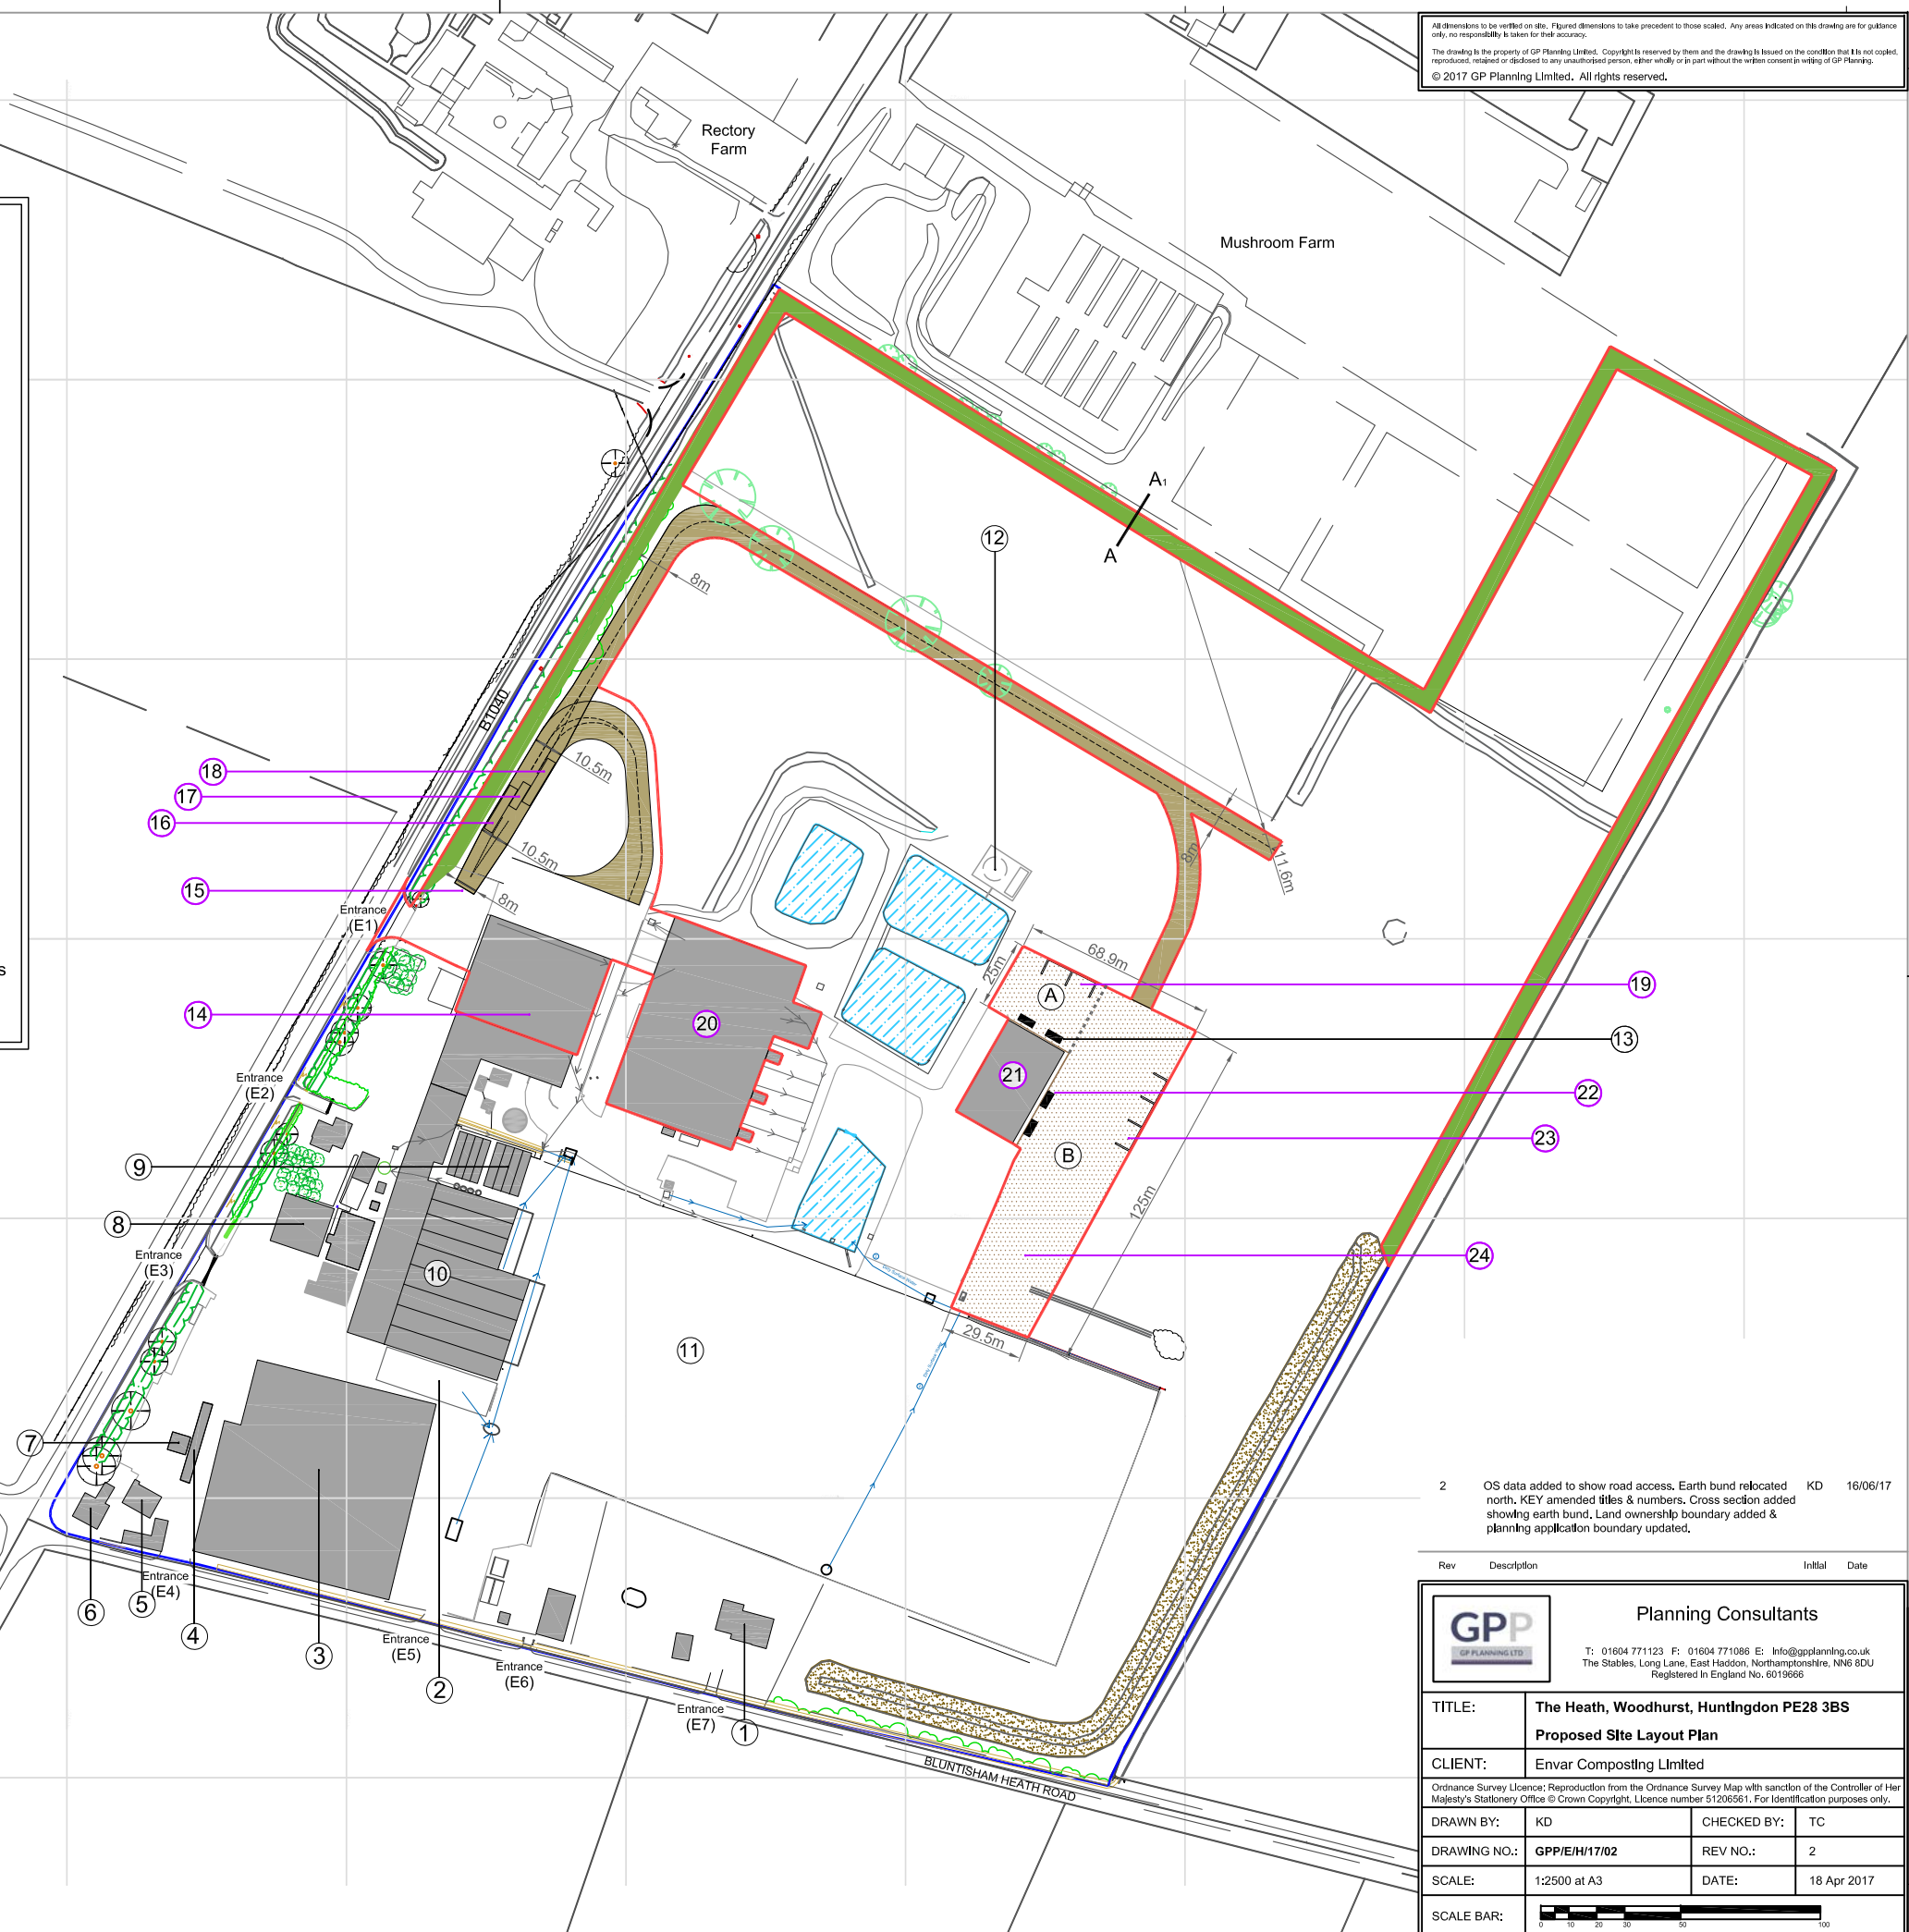 All dimensions to be verified on site. Figured dimensions to take precedent to those scaled. Any areas indicated on this drawing are for guidance
only, no responsibility is taken for their accuracy.
The drawing is the property of GP Planning Limited. Copyright is reserved by them and the drawing is issued on the condition that it is not copied,
reproduced, retained or disclosed to any unauthorised person, either wholly or in part without the written consent in writing of GP Planning.
© 2017 GP Planning Limited. All rights reserved.
Rectory
Farm
Mushroom Farm
A1
A
12
8m
B1040
18
10.5m
17
16
10.5m
8m
11.6m
15
8m
Entrance
(E1)
s
68.9m
25m
19
A
14
20
13
21
Entrance
(E2)
22
23
B
9
125m
8
24
Entrance
(E3)
10
29.5m
11
7
2 OS data added to show road access. Earth bund relocated KD 16/06/17
north. KEY amended titles & numbers. Cross section added
showing earth bund. Land ownership boundary added &
planning application boundary updated.
Rev Description Initial Date
Entrance
(E4)
6
5
4
3
Entrance
(E5)
2
Entrance
(E6)
Entrance
(E7)
1
BLUNTISHAM HEATH ROAD
GPP
GP PLANNING LTD
Planning Consultants
T: 01604 771123 F: 01604 771086 E: info@gpplanning.co.uk
The Stables, Long Lane, East Haddon, Northamptonshire, NN6 8DU
Registered in England No. 6019666
TITLE: The Heath, Woodhurst, Huntingdon PE28 3BS
Proposed Site Layout Plan
CLIENT: Envar Composting Limited
Ordnance Survey Licence: Reproduction from the Ordnance Survey Map with sanction of the Controller of Her
Majesty's Stationery Office © Crown Copyright, Licence number 51206561. For identification purposes only.
DRAWN BY: KD CHECKED BY: TC
DRAWING NO.: GPP/E/H/17/02 REV NO.: 2
SCALE: 1:2500 at A3 DATE: 18 Apr 2017
SCALE BAR:
0 10 20 30 50 100